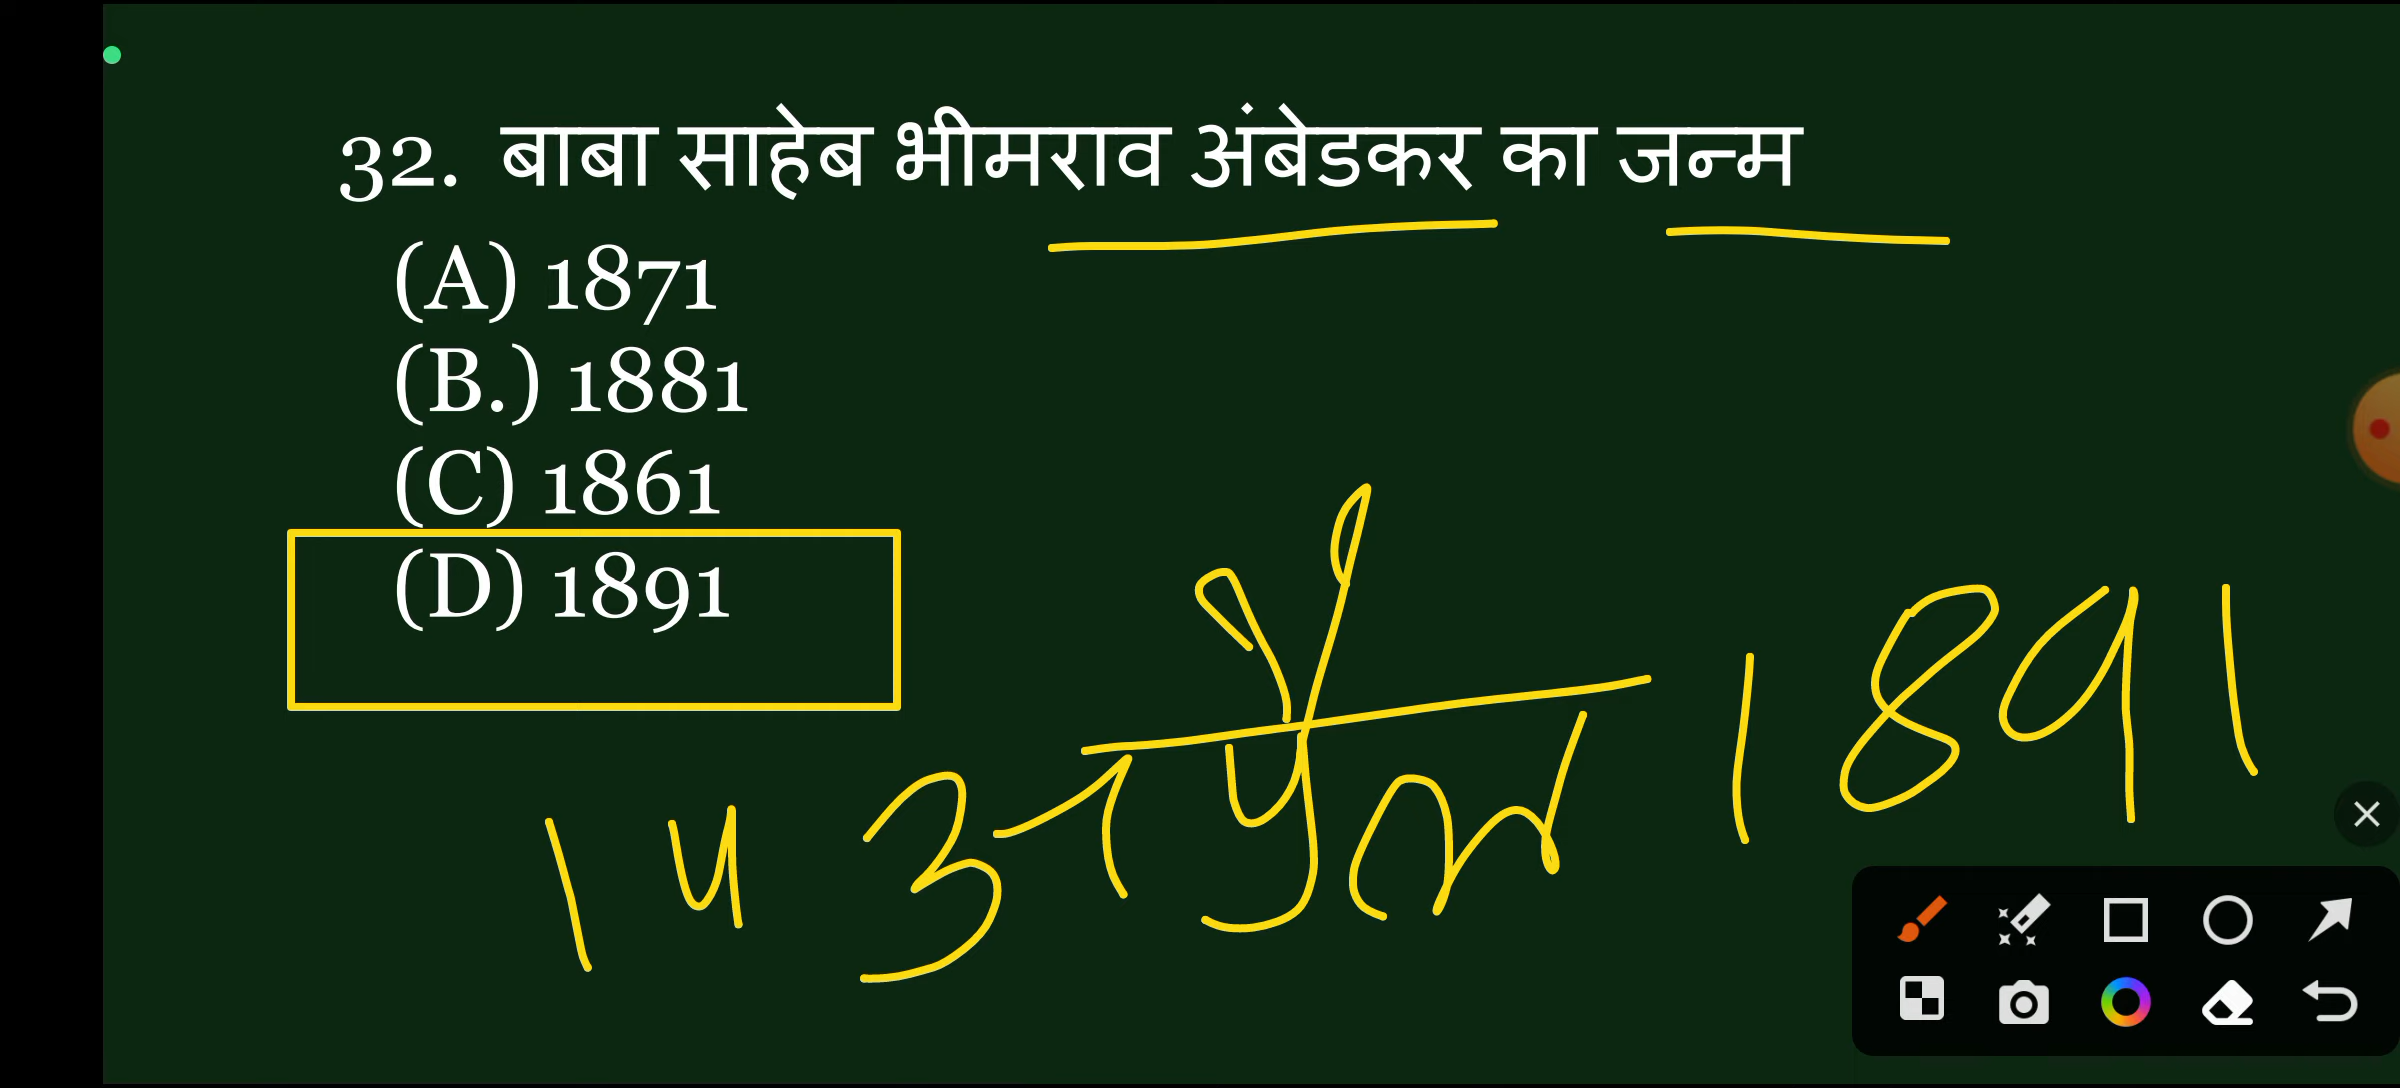 32. बाबा साहेब भीमराव अंबेडकर का जन्म
(A) 1871
(B.) 1881
(C) 1861
(D) 1891
14 अप्रैल 1891